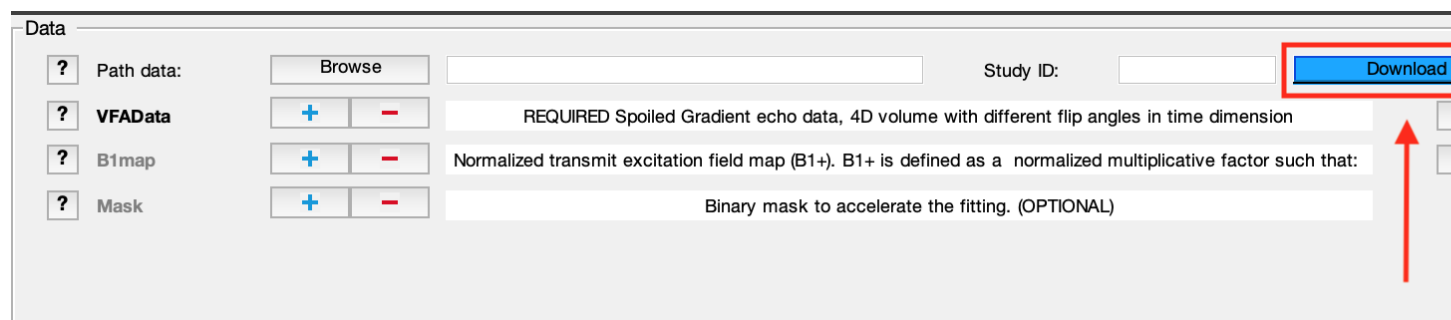 Data
? Path data: Browse Study ID: Download
? VFAData + − REQUIRED Spoiled Gradient echo data, 4D volume with different flip angles in time dimension
? B1map + − Normalized transmit excitation field map (B1+). B1+ is defined as a normalized multiplicative factor such that:
? Mask + − Binary mask to accelerate the fitting. (OPTIONAL)